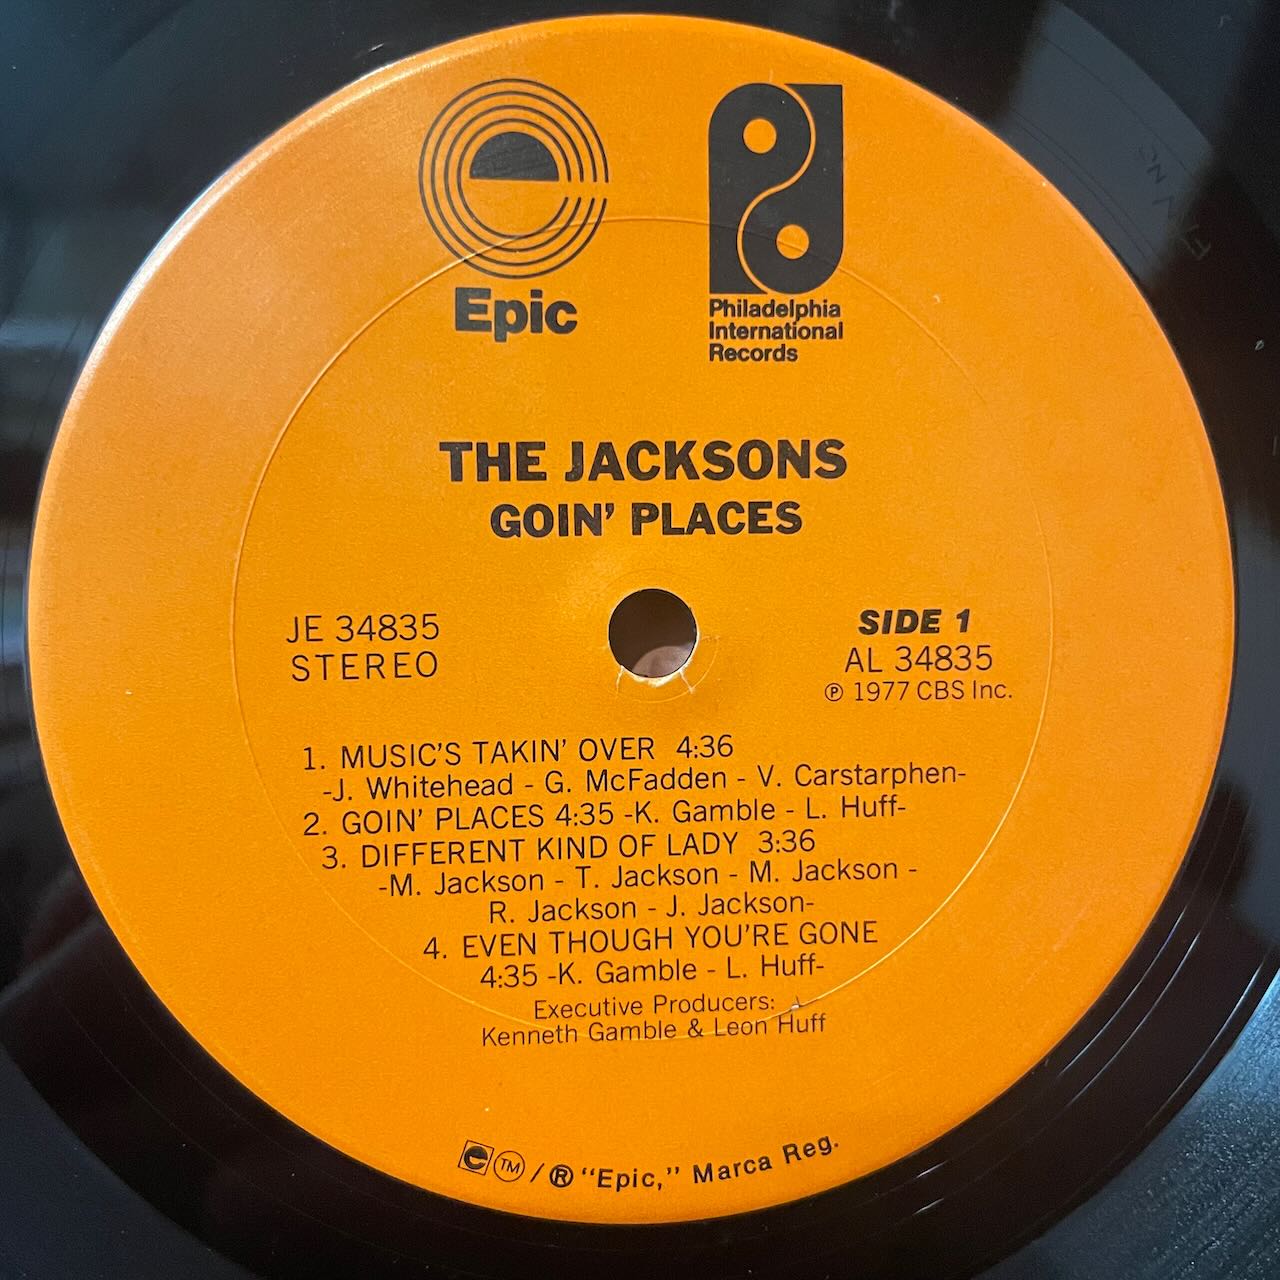 Epic
Philadelphia
International
Records
THE JACKSONS
GOIN' PLACES
JE 34835
STEREO
SIDE 1
AL 34835
℗ 1977 CBS Inc.
1. MUSIC'S TAKIN' OVER 4:36
-J. Whitehead - G. McFadden - V. Carstarphen-
2. GOIN' PLACES 4:35 -K. Gamble - L. Huff-
3. DIFFERENT KIND OF LADY 3:36
-M. Jackson - T. Jackson - M. Jackson -
R. Jackson - J. Jackson-
4. EVEN THOUGH YOU'RE GONE
4:35 -K. Gamble - L. Huff-
Executive Producers:
Kenneth Gamble & Leon Huff
e TM / ® "Epic," Marca Reg.